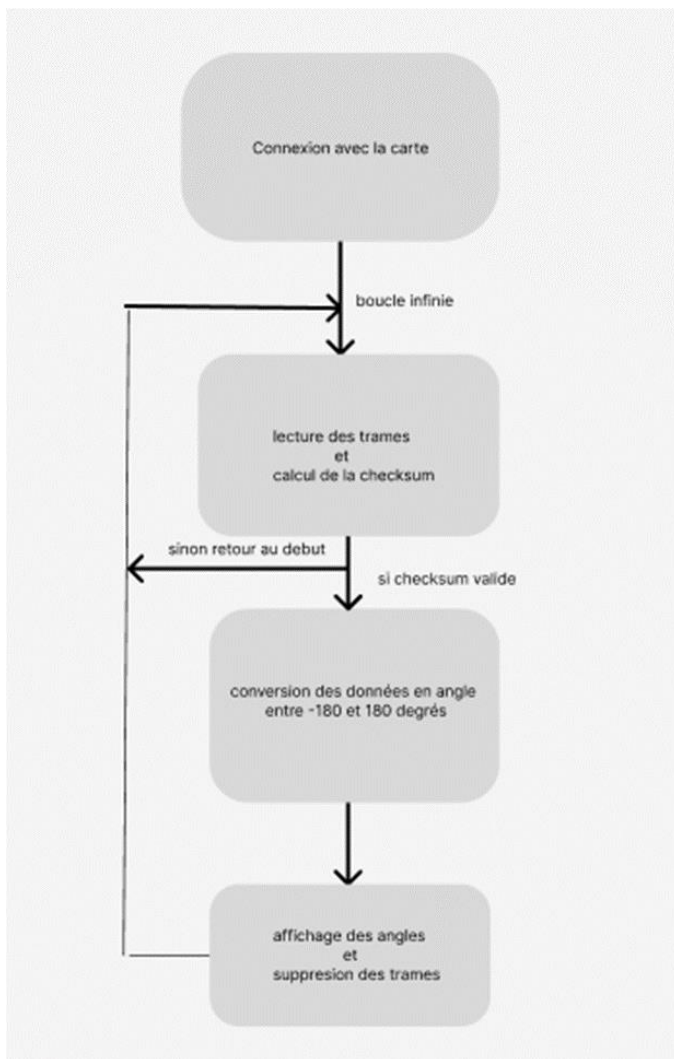 Connexion avec la carte
boucle infinie
lecture des trames
et
calcul de la checksum
sinon retour au debut
si checksum valide
conversion des données en angle
entre -180 et 180 degrés
affichage des angles
et
suppresion des trames